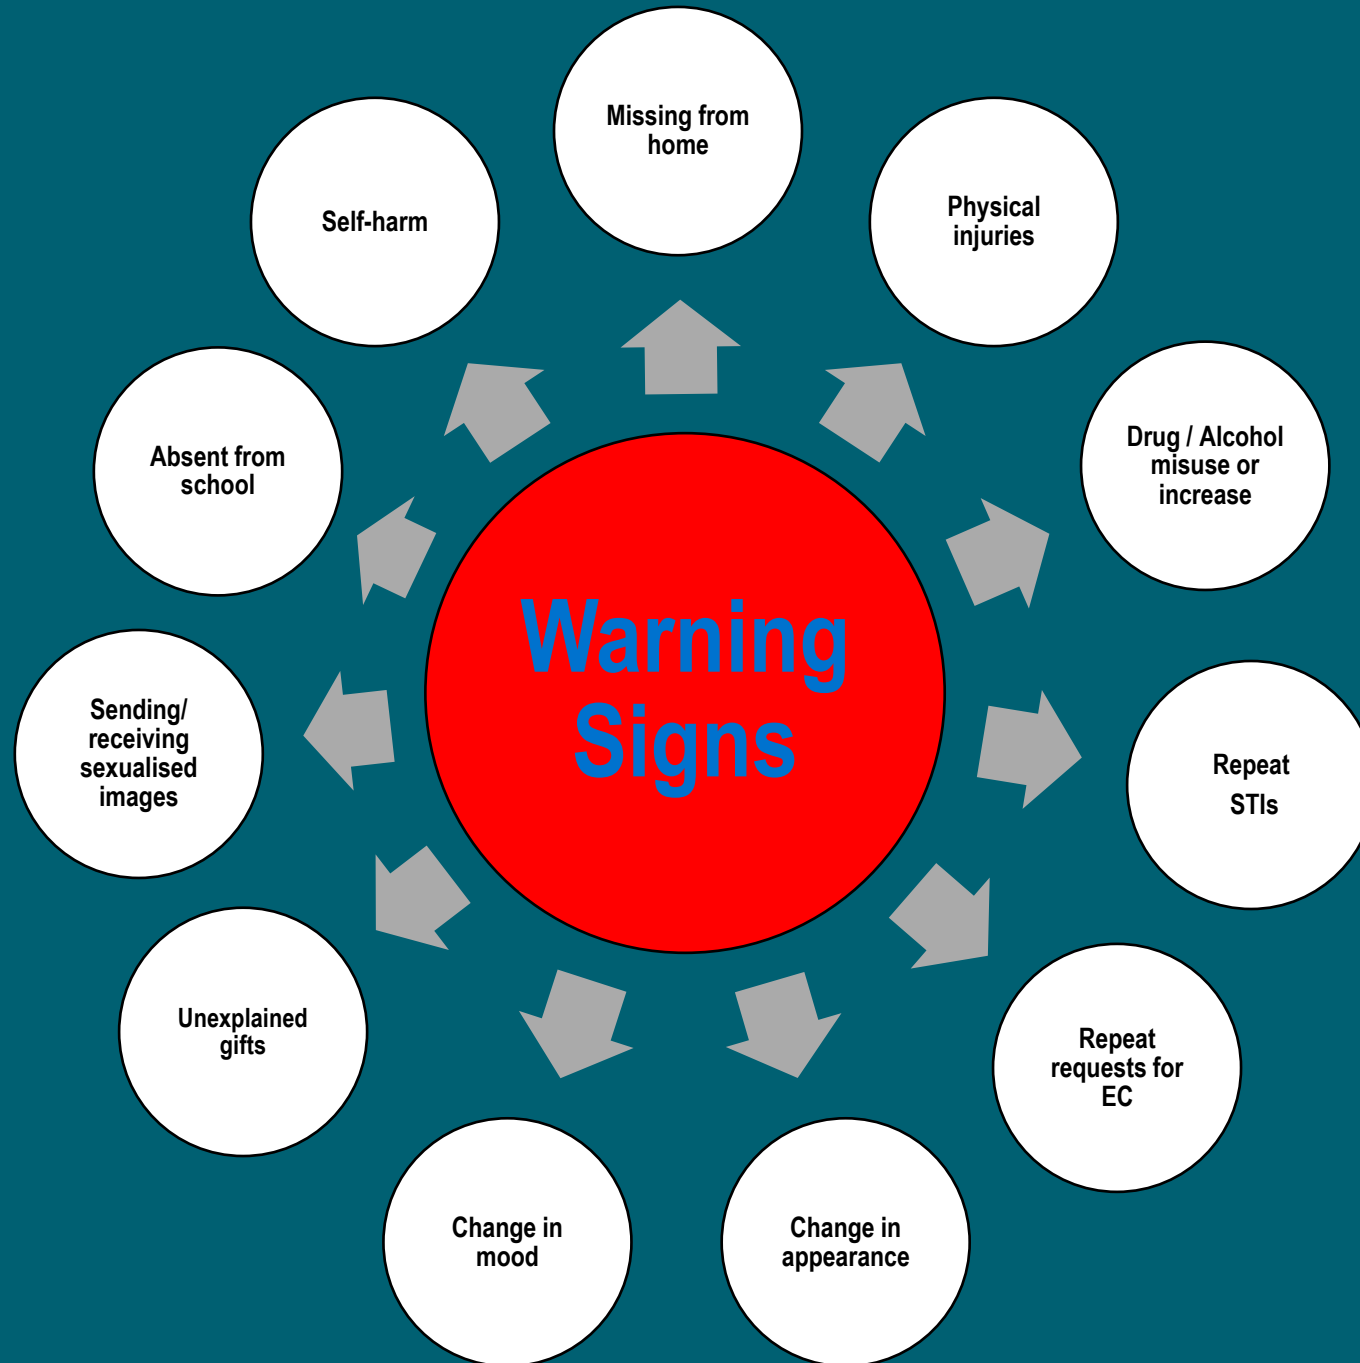 Missing from
home
Physical
injuries
Drug / Alcohol
misuse or
increase
Repeat
STIs
Repeat
requests for
EC
Change in
appearance
Change in
mood
Unexplained
gifts
Sending/
receiving
sexualised
images
Absent from
school
Self-harm
Warning
Signs